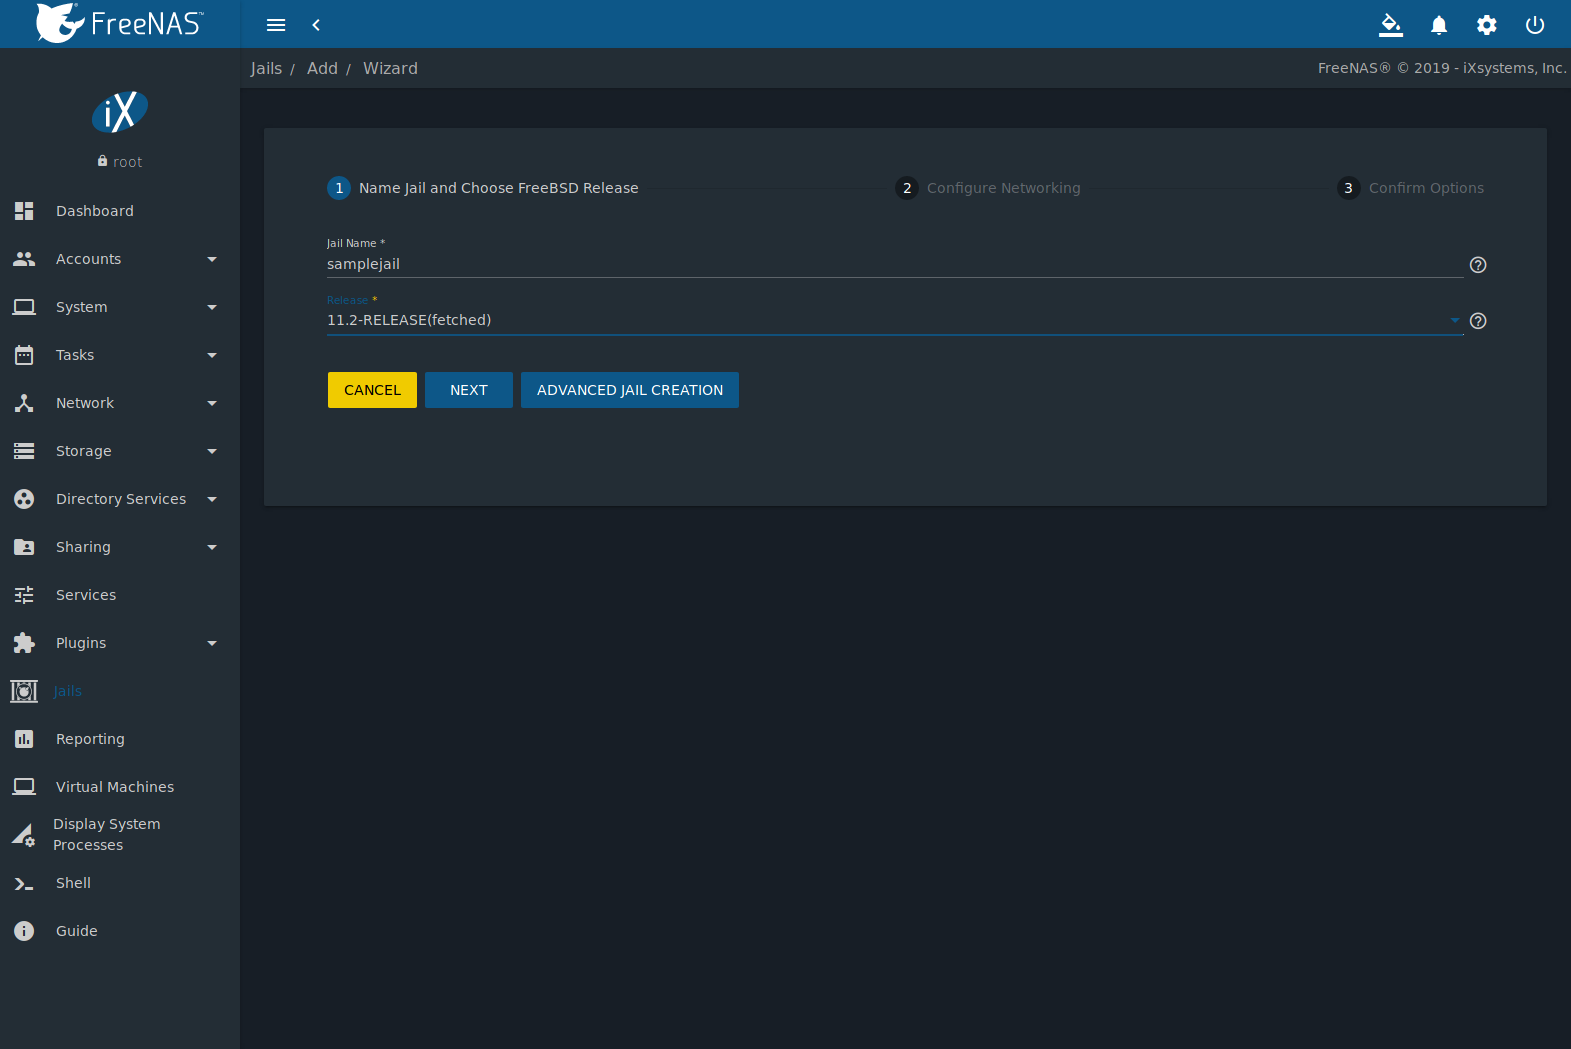 FreeNAS™
Jails / Add / Wizard
FreeNAS® © 2019 - iXsystems, Inc.
iX
root
Dashboard
Accounts
System
Tasks
Network
Storage
Directory Services
Sharing
Services
Plugins
Jails
Reporting
Virtual Machines
Display System
Processes
Shell
Guide
1 Name Jail and Choose FreeBSD Release
2 Configure Networking
3 Confirm Options
Jail Name *
samplejail
Release *
11.2-RELEASE(fetched)
CANCEL NEXT ADVANCED JAIL CREATION